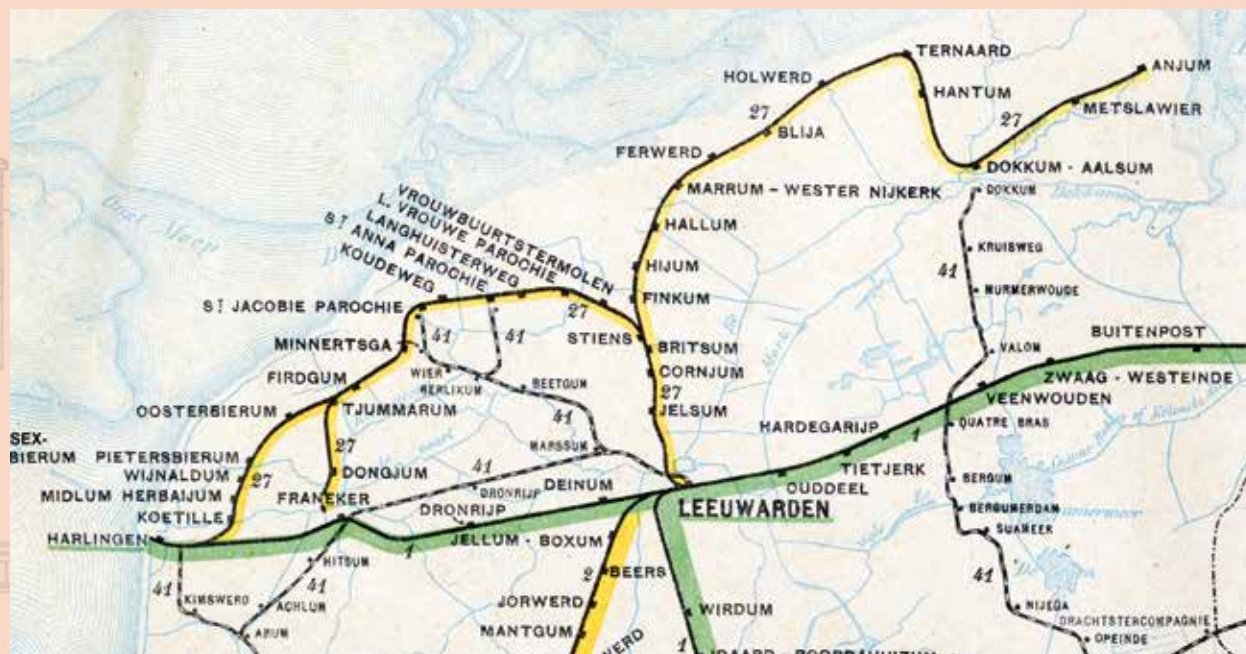 TERNAARD
ANJUM
HOLWERD
HANTUM
METSLAWIER
27
27
BLIJA
FERWERD
DOKKUM - AALSUM
MARRUM - WESTER NIJKERK
DOKKUM
VROUWBUURTSTERMOLEN
L. VROUWE PAROCHIE
LANGHUISTERWEG
ST ANNA PAROCHIE
KOUDEWEG
HALLUM
KRUISWEG
HIJUM
41
MURMERWOUDE
ST JACOBIE PAROCHIE
FINKUM
27
41
41
STIENS
BUITENPOST
MINNERTSGA
BRITSUM
VALOM
WIER
BERLIKUM
BEETGUM
CORNJUM
ZWAAG - WESTEINDE
FIRDGUM
27
VEENWOUDEN
OOSTERBIERUM
TJUMMARUM
41
JELSUM
HARDEGARIJP
1
QUATRE BRAS
SEX-
BIERUM
PIETERSBIERUM
27
MARSSUM
WIJNALDUM
27
DONGJUM
41
TIETJERK
BERGUM
MIDLUM HERBAIJUM
FRANEKER
DRONRIJP
DEINUM
OUDDEEL
KOETILLE
DRONRIJP
LEEUWARDEN
BERGUMERDAM
HARLINGEN
1
JELLUM - BOXUM
SUAMEER
41
HITSUM
41
2
BEERS
41
KIMSWERD
ACHLUM
JORWERD
WIRDUM
NIJEGA
ARUM
MANTGUM
1
DRACHTSTERCOMPAGNIE
OPEINDE